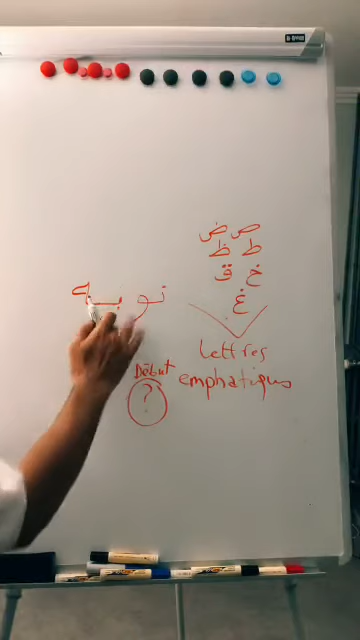 ص ض
ط ظ
خ ق
غ
Lettres
emphatiques
Début
?